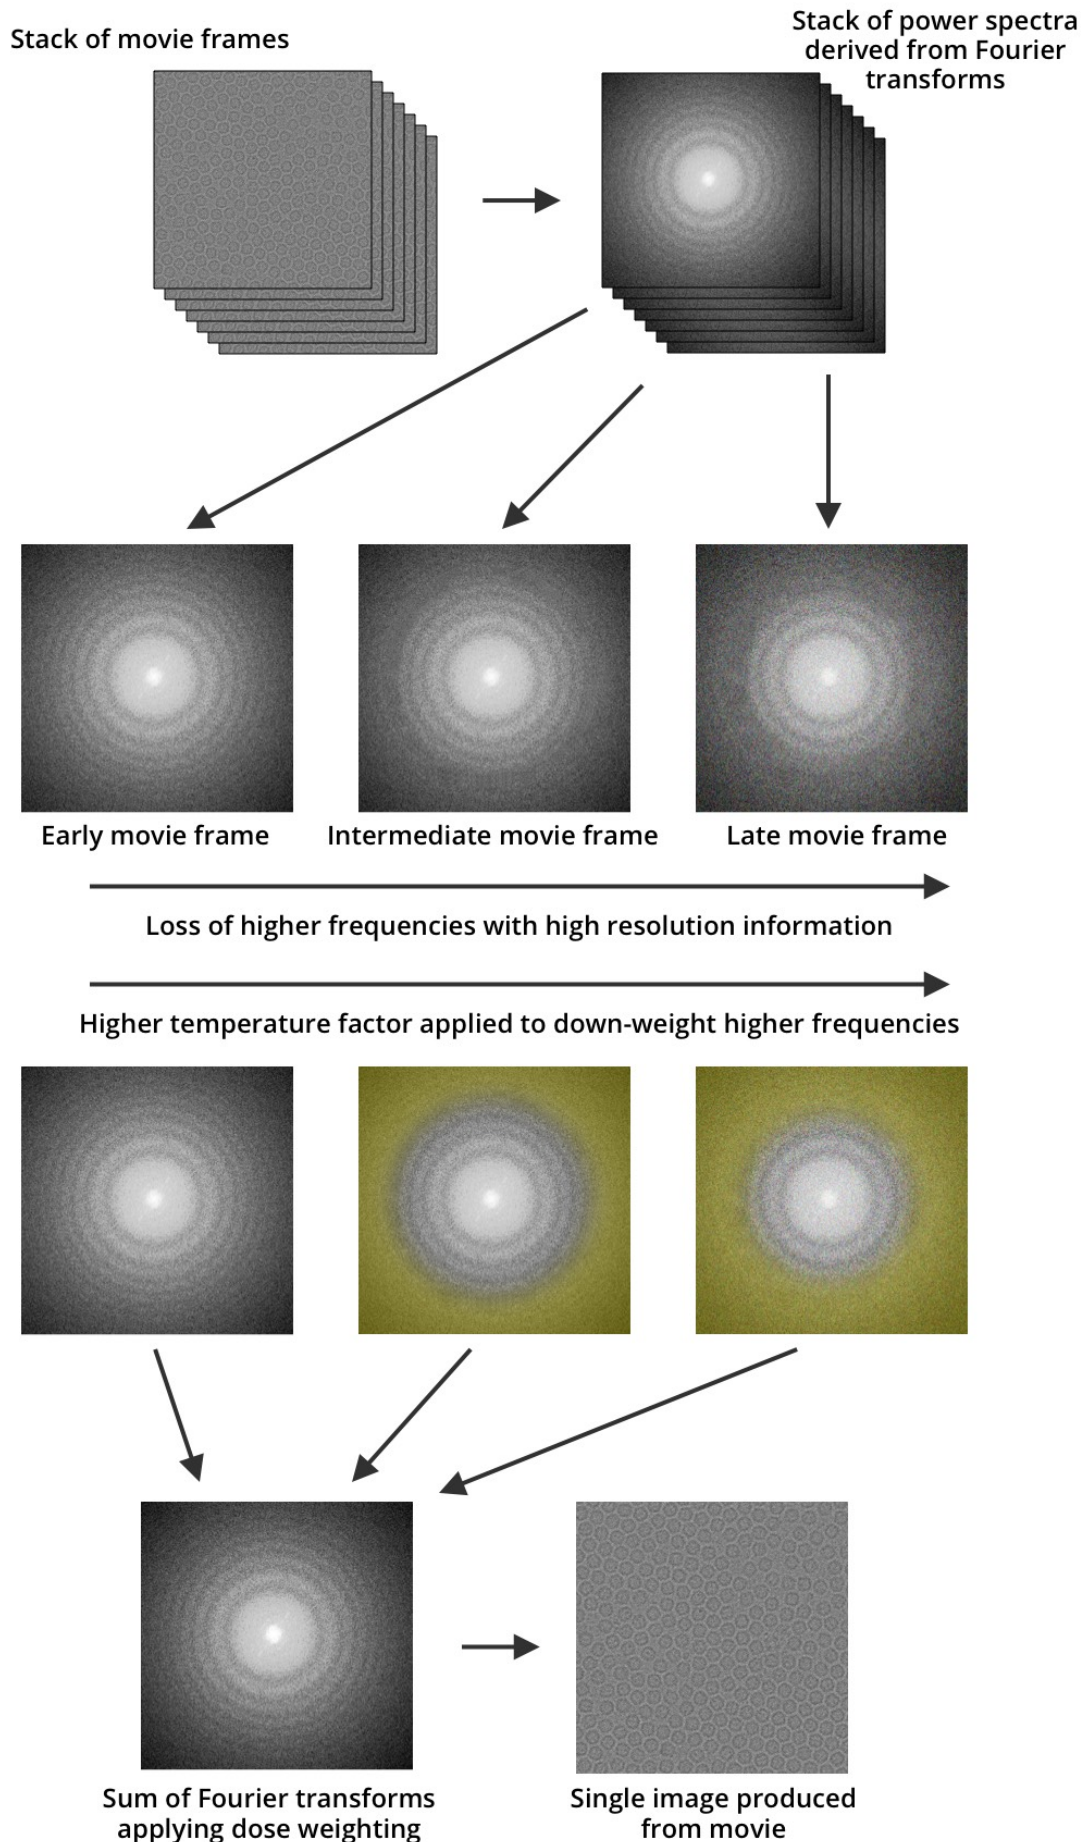 Stack of movie frames
Stack of power spectra
derived from Fourier
transforms
Early movie frame
Intermediate movie frame
Late movie frame
Loss of higher frequencies with high resolution information
Higher temperature factor applied to down-weight higher frequencies
Sum of Fourier transforms
applying dose weighting
Single image produced
from movie